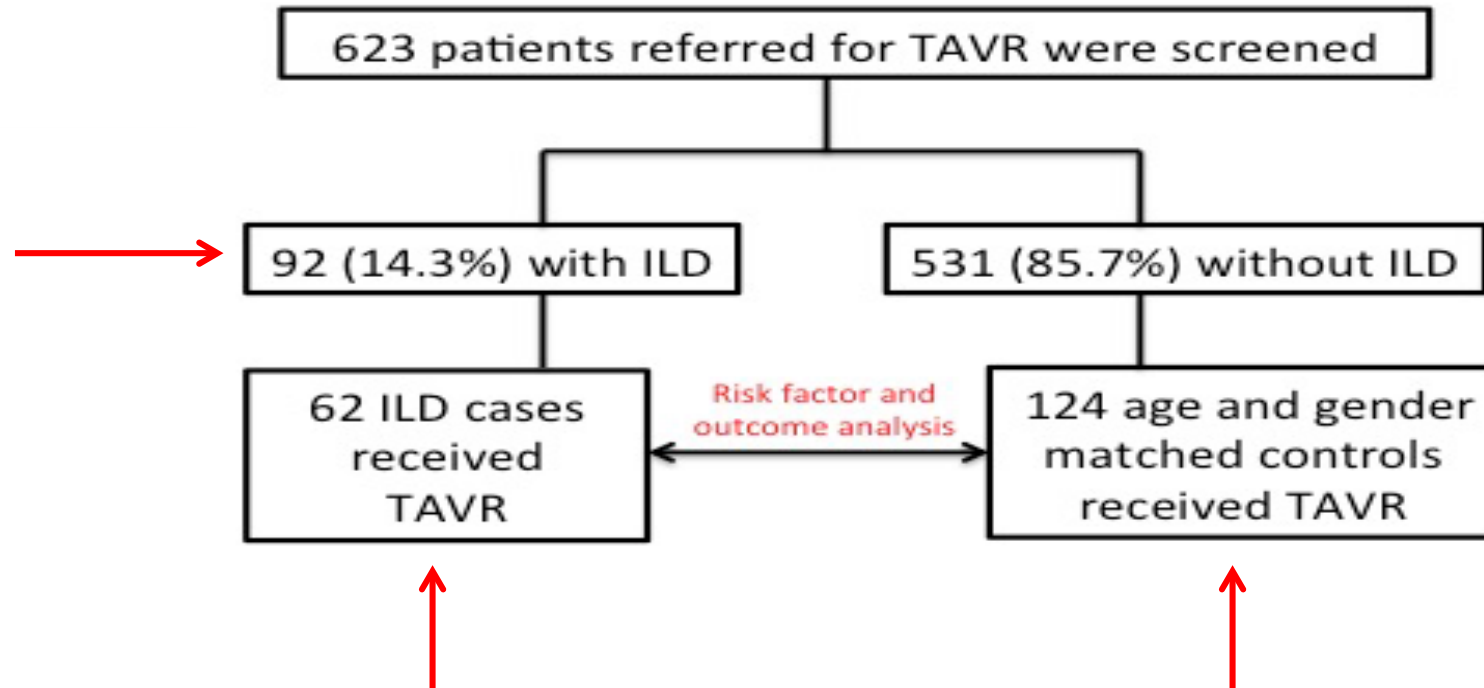 623 patients referred for TAVR were screened
92 (14.3%) with ILD
531 (85.7%) without ILD
62 ILD cases
received
TAVR
Risk factor and
outcome analysis
124 age and gender
matched controls
received TAVR